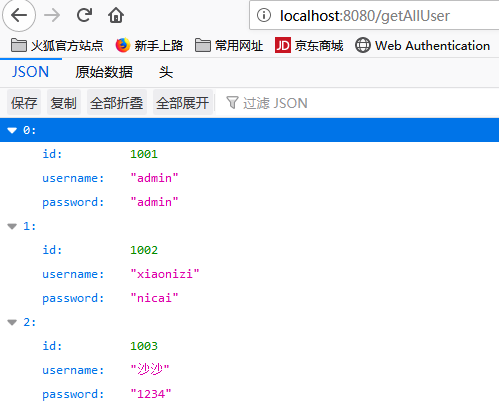 localhost:8080/getAllUser
火狐官方站点 新手上路 常用网址 京东商城 Web Authentication
JSON 原始数据 头
保存 复制 全部折叠 全部展开 过滤 JSON
0:
id: 1001
username: "admin"
password: "admin"
1:
id: 1002
username: "xiaonizi"
password: "nicai"
2:
id: 1003
username: "沙沙"
password: "1234"